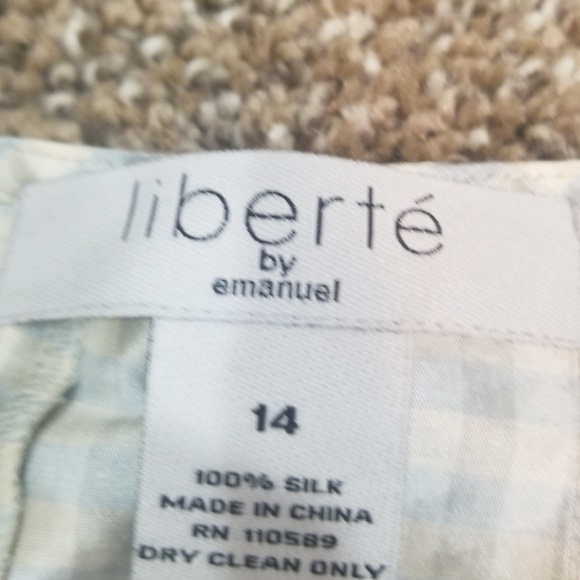 liberté
by
emanuel
14
100% SILK
MADE IN CHINA
RN 110589
DRY CLEAN ONLY